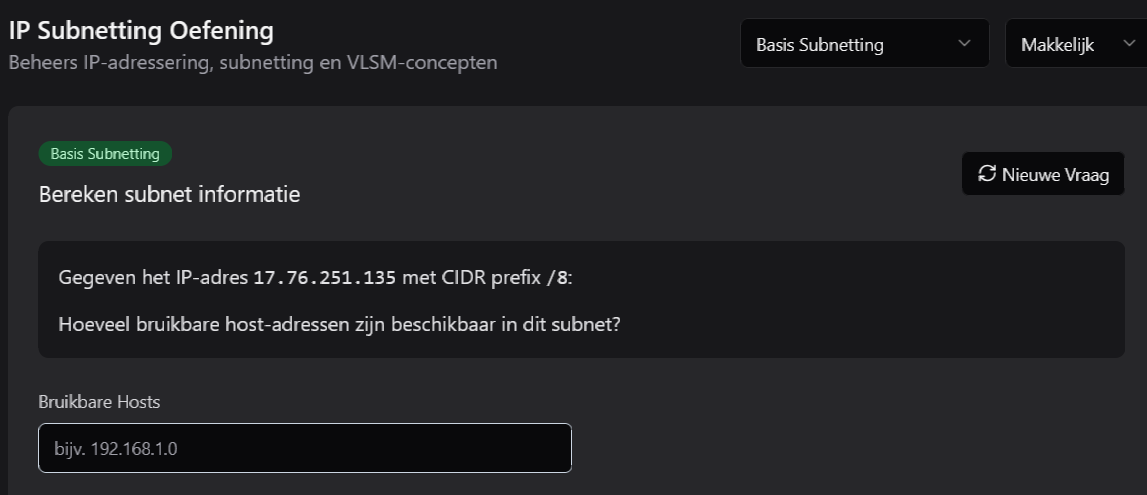 IP Subnetting Oefening
Beheers IP-adressering, subnetting en VLSM-concepten
Basis Subnetting
Makkelijk
Basis Subnetting
Bereken subnet informatie
Nieuwe Vraag
Gegeven het IP-adres 17.76.251.135 met CIDR prefix /8:
Hoeveel bruikbare host-adressen zijn beschikbaar in dit subnet?
Bruikbare Hosts
bijv. 192.168.1.0